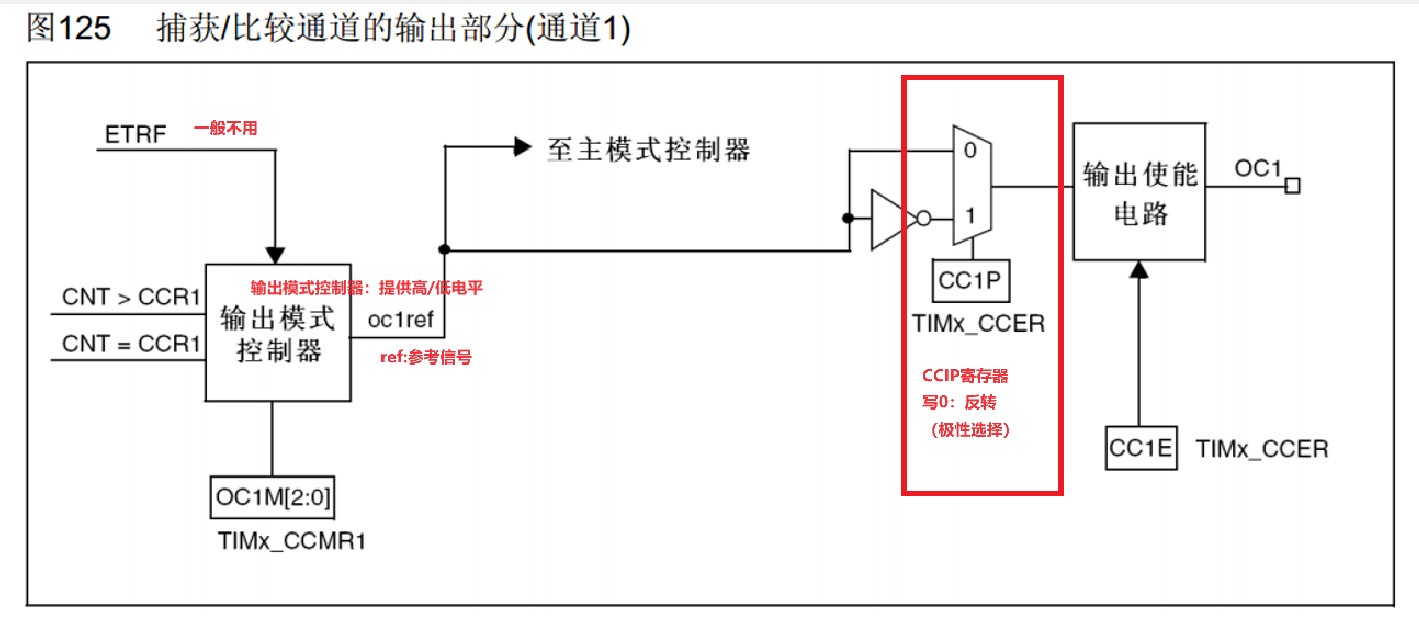 图125 捕获/比较通道的输出部分(通道1)
ETRF 一般不用
至主模式控制器
0
1
输出使能
电路
OC1
CC1P
TIMx_CCER
CNT > CCR1
CNT = CCR1
输出模式控制器：提供高/低电平
输出模式
控制器
oc1ref
ref:参考信号
CCIP寄存器
写0：反转
（极性选择）
CC1E TIMx_CCER
OC1M[2:0]
TIMx_CCMR1